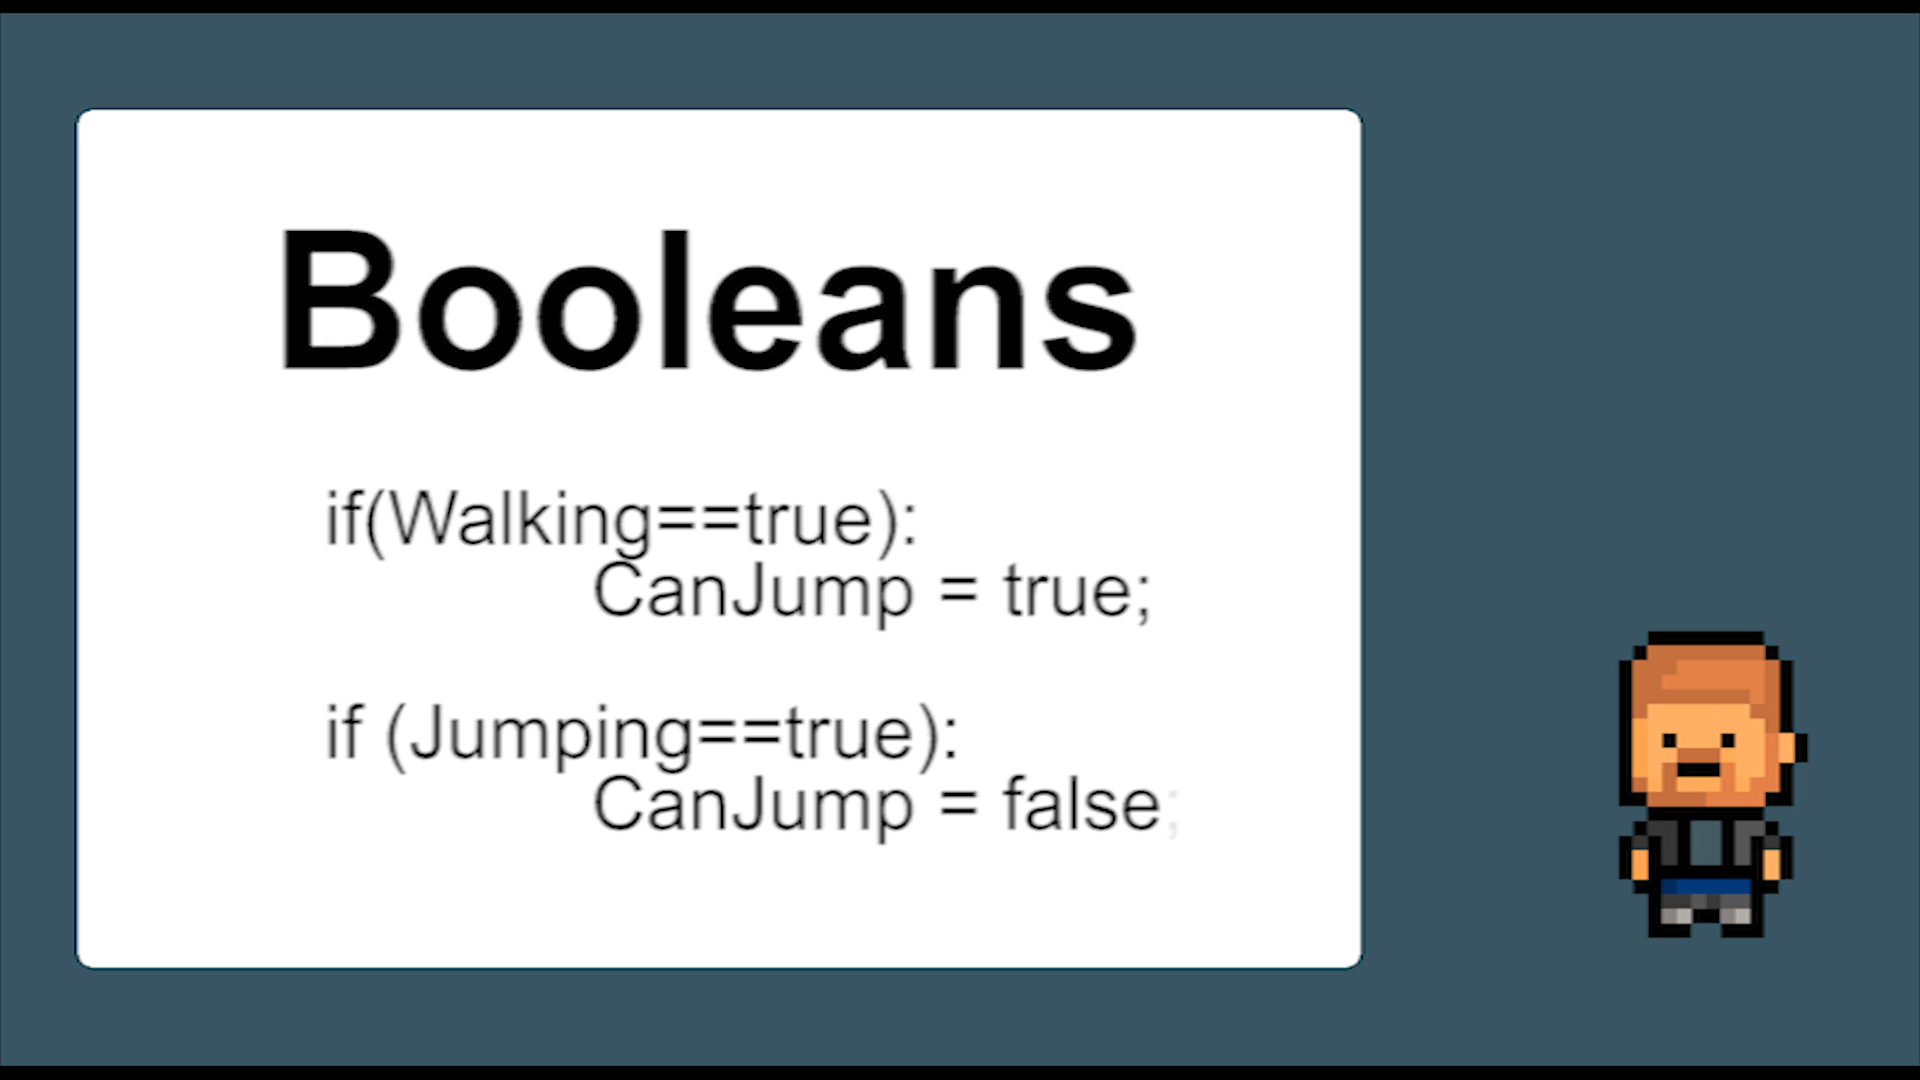 Booleans
if(Walking==true):
CanJump = true;
if (Jumping==true):
CanJump = false;